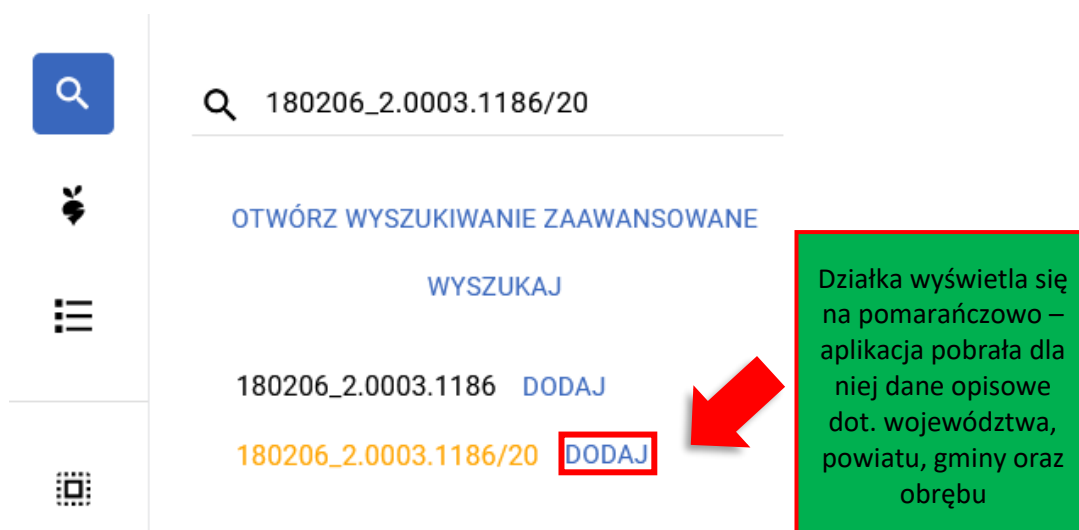 180206_2.0003.1186/20
OTWÓRZ WYSZUKIWANIE ZAAWANSOWANE
WYSZUKAJ
180206_2.0003.1186 DODAJ
180206_2.0003.1186/20 DODAJ
Działka wyświetla się
na pomarańczowo –
aplikacja pobrała dla
niej dane opisowe
dot. województwa,
powiatu, gminy oraz
obrębu